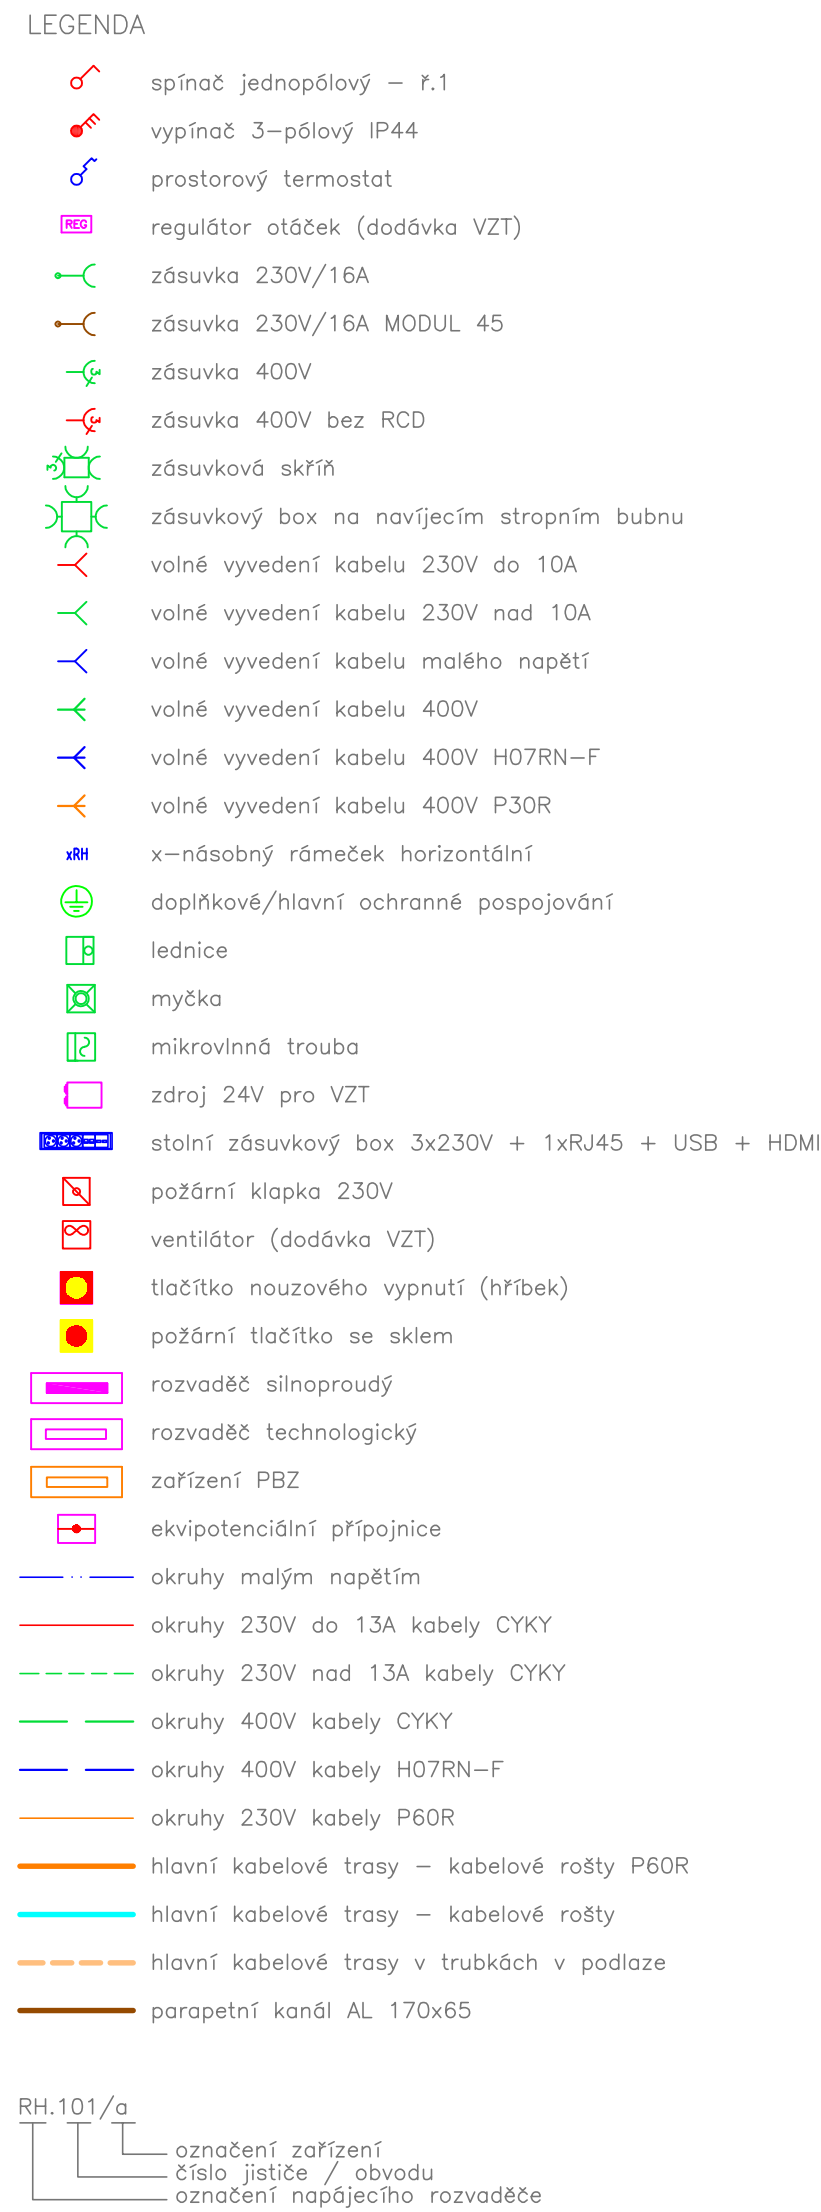 LEGENDA
spínač jednopólový – ř.1
vypínač 3–pólový IP44
prostorový termostat
REG regulátor otáček (dodávka VZT)
zásuvka 230V/16A
zásuvka 230V/16A MODUL 45
3 zásuvka 400V
3 zásuvka 400V bez RCD
3x zásuvková skříň
zásuvkový box na navíjecím stropním bubnu
volné vyvedení kabelu 230V do 10A
volné vyvedení kabelu 230V nad 10A
volné vyvedení kabelu malého napětí
volné vyvedení kabelu 400V
volné vyvedení kabelu 400V H07RN–F
volné vyvedení kabelu 400V P30R
xRH x–násobný rámeček horizontální
doplňkové/hlavní ochranné pospojování
lednice
myčka
mikrovlnná trouba
zdroj 24V pro VZT
stolní zásuvkový box 3x230V + 1xRJ45 + USB + HDMI
požární klapka 230V
ventilátor (dodávka VZT)
tlačítko nouzového vypnutí (hříbek)
požární tlačítko se sklem
rozvaděč silnoproudý
rozvaděč technologický
zařízení PBZ
ekvipotenciální přípojnice
okruhy malým napětím
okruhy 230V do 13A kabely CYKY
okruhy 230V nad 13A kabely CYKY
okruhy 400V kabely CYKY
okruhy 400V kabely H07RN–F
okruhy 230V kabely P60R
hlavní kabelové trasy – kabelové rošty P60R
hlavní kabelové trasy – kabelové rošty
hlavní kabelové trasy v trubkách v podlaze
parapetní kanál AL 170x65
RH.101/a
označení zařízení
číslo jističe / obvodu
označení napájecího rozvaděče